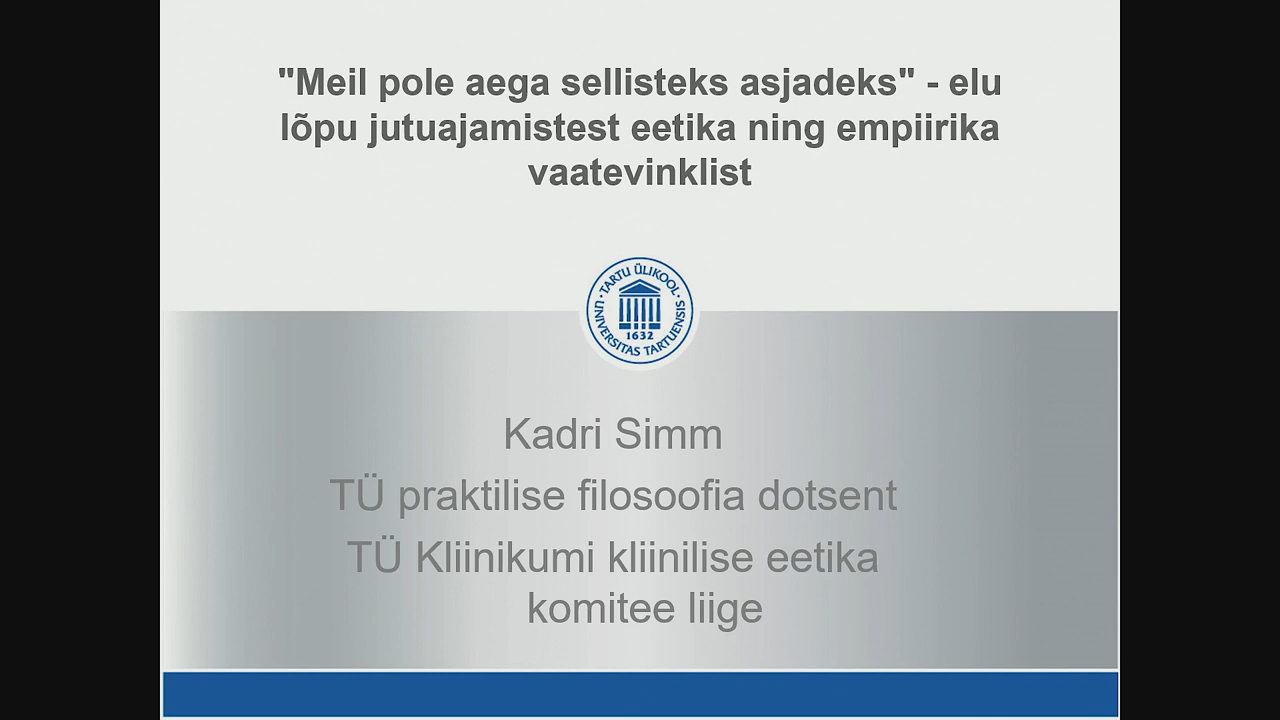 "Meil pole aega sellisteks asjadeks" - elu
lõpu jutuajamistest eetika ning empiirika
vaatevinklist
TARTU ÜLIKOOL
1632
UNIVERSITAS TARTUENSIS
Kadri Simm
TÜ praktilise filosoofia dotsent
TÜ Kliinikumi kliinilise eetika
komitee liige